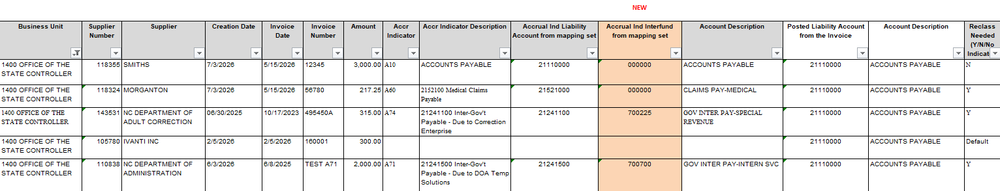 NEW
Business Unit
Supplier Number
Supplier
Creation Date
Invoice Date
Invoice Number
Amount
Accr Indicator
Accr Indicator Description
Accrual Ind Liability Account from mapping set
Accrual Ind Interfund from mapping set
Account Description
Posted Liability Account from the Invoice
Account Description
Reclass Needed (Y/N/No Indicat
1400 OFFICE OF THE STATE CONTROLLER 118355 SMITHS 7/3/2026 5/15/2026 12345 3,000.00 A10 ACCOUNTS PAYABLE 21110000 000000 ACCOUNTS PAYABLE 21110000 ACCOUNTS PAYABLE N
1400 OFFICE OF THE STATE CONTROLLER 118324 MORGANTON 7/3/2026 5/15/2026 56780 217.25 A60 2152100 Medical Claims Payable 21521000 000000 CLAIMS PAY-MEDICAL 21110000 ACCOUNTS PAYABLE Y
1400 OFFICE OF THE STATE CONTROLLER 143531 NC DEPARTMENT OF ADULT CORRECTION 06/30/2025 10/17/2023 495450A 315.00 A74 21241100 Inter-Gov't Payable - Due to Correction Enterprise 21241100 700225 GOV INTER PAY-SPECIAL REVENUE 21110000 ACCOUNTS PAYABLE Y
1400 OFFICE OF THE STATE CONTROLLER 105780 IVANTI INC 2/5/2026 2/5/2026 160001 300.00 21110000 ACCOUNTS PAYABLE Default
1400 OFFICE OF THE STATE CONTROLLER 110838 NC DEPARTMENT OF ADMINISTRATION 6/3/2026 6/8/2025 TEST A71 2,000.00 A71 21241500 Inter-Gov't Payable - Due to DOA Temp Solutions 21241500 700700 GOV INTER PAY-INTERN SVC 21110000 ACCOUNTS PAYABLE Y